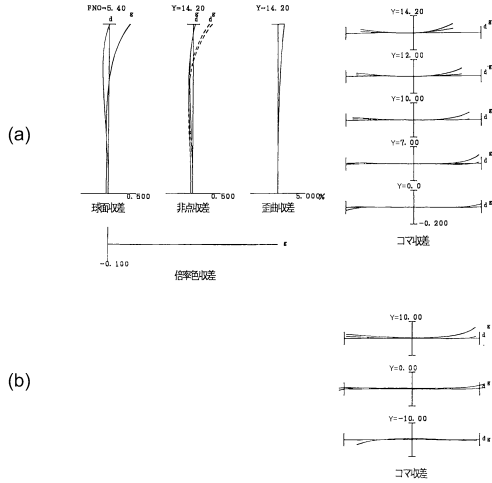 (a)
FNO=5.40
d
g
0.500
球面収差
Y=14.20
g
d
d
g
0.500
非点収差
Y=14.20
5.000%
歪曲収差
-0.100
g
倍率色収差
Y=14.20
d
g
Y=12.00
d
g
Y=10.00
d
g
Y=7.00
d
g
Y=0.0
d
g
-0.200
コマ収差
(b)
Y=10.00
d
g
Y=0.00
g
Y=-10.00
d
g
コマ収差